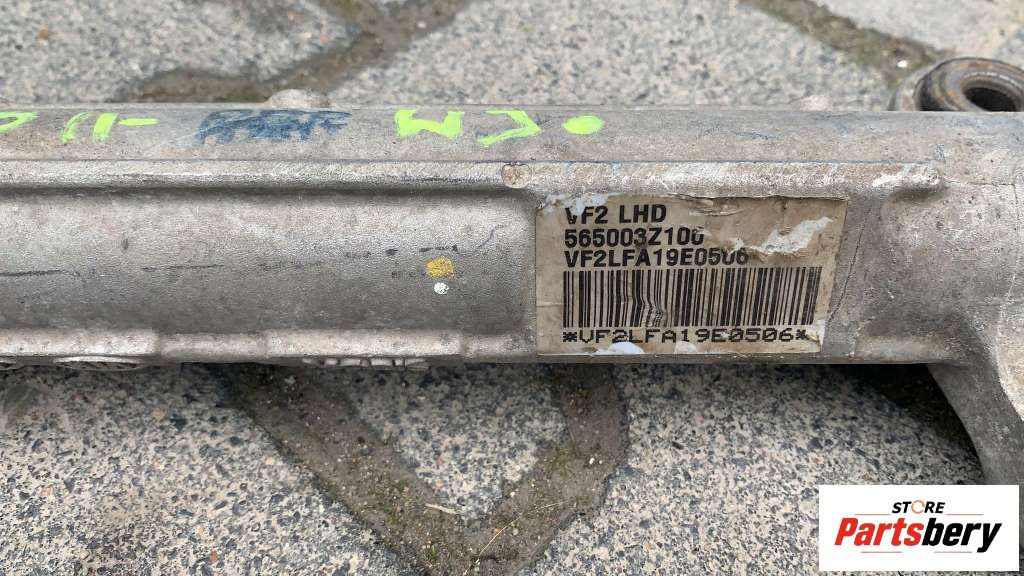 VF2 LHD
565003Z100
VF2LFA19E0506
*VF2LFA19E0506*
STORE
Partsbery